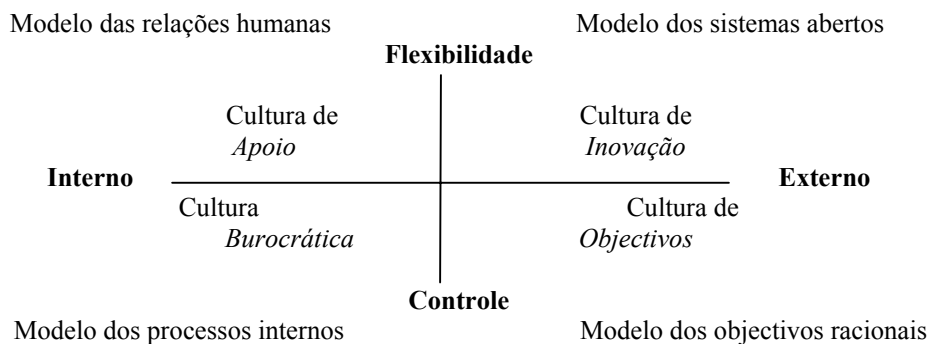 Modelo das relações humanas
Modelo dos sistemas abertos
Flexibilidade
Cultura de
Apoio
Cultura de
Inovação
Interno
Externo
Cultura
Burocrática
Cultura de
Objectivos
Controle
Modelo dos processos internos
Modelo dos objectivos racionais